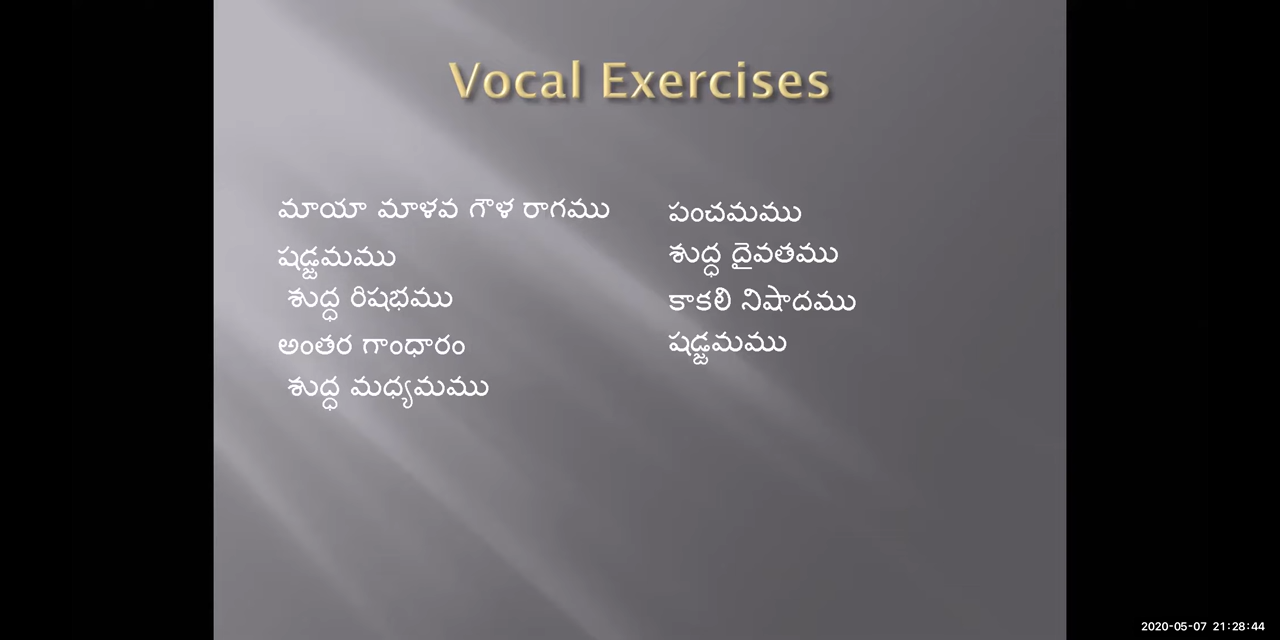 Vocal Exercises
మాయా మాళవ గౌళ రాగము
షడ్జమము
శుద్ధ రిషభము
అంతర గాంధారం
శుద్ధ మధ్యమము
పంచమము
శుద్ధ దైవతము
కాకలి నిషాదము
షడ్జమము
2020-05-07 21:28:44